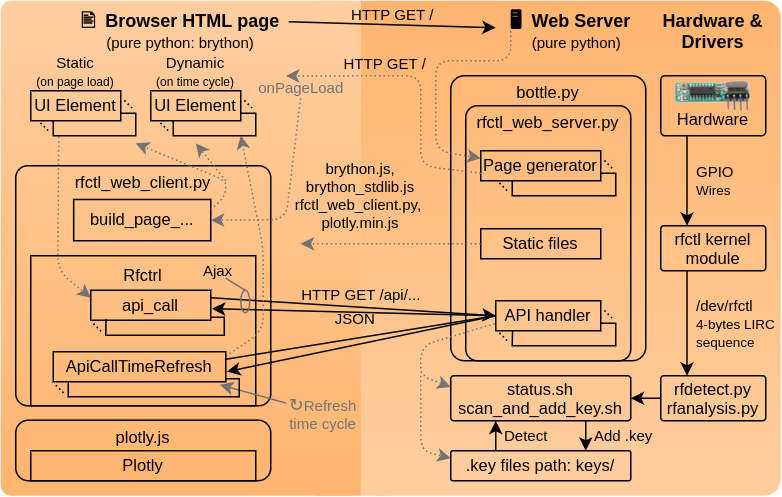 Browser HTML page
(pure python: brython)
HTTP GET /
Web Server
(pure python)
Hardware &
Drivers
Static
(on page load)
UI Element
Dynamic
(on time cycle)
UI Element
onPageLoad
HTTP GET /
bottle.py
rfctl_web_server.py
Page generator
Static files
API handler
Hardware
GPIO
Wires
rfctl kernel
module
/dev/rfctl
4-bytes LIRC
sequence
rfdetect.py
rfanalysis.py
rfctl_web_client.py
build_page_...
brython.js,
brython_stdlib.js
rfctl_web_client.py,
plotly.min.js
Rfctrl
Ajax
api_call
HTTP GET /api/...
JSON
ApiCallTimeRefresh
↻Refresh
time cycle
status.sh
scan_and_add_key.sh
Detect
Add .key
.key files path: keys/
plotly.js
Plotly